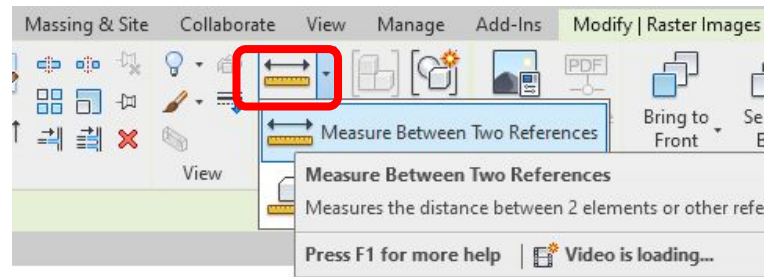 Massing & Site Collaborate View Manage Add-Ins Modify | Raster Images
PDF
Bring to
Front
Measure Between Two References
View
Measure Between Two References
Measures the distance between 2 elements or other refe
Press F1 for more help Video is loading...